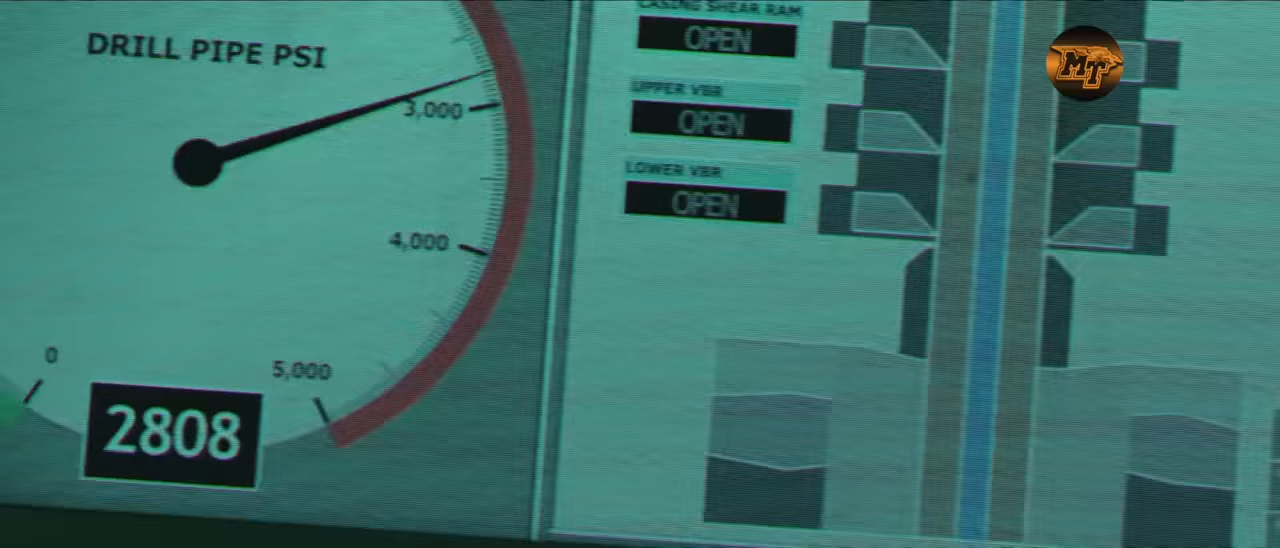 DRILL PIPE PSI
3,000
4,000
5,000
0
2808
CASING SHEAR RAM
OPEN
UPPER VBR
OPEN
LOWER VBR
OPEN
MT